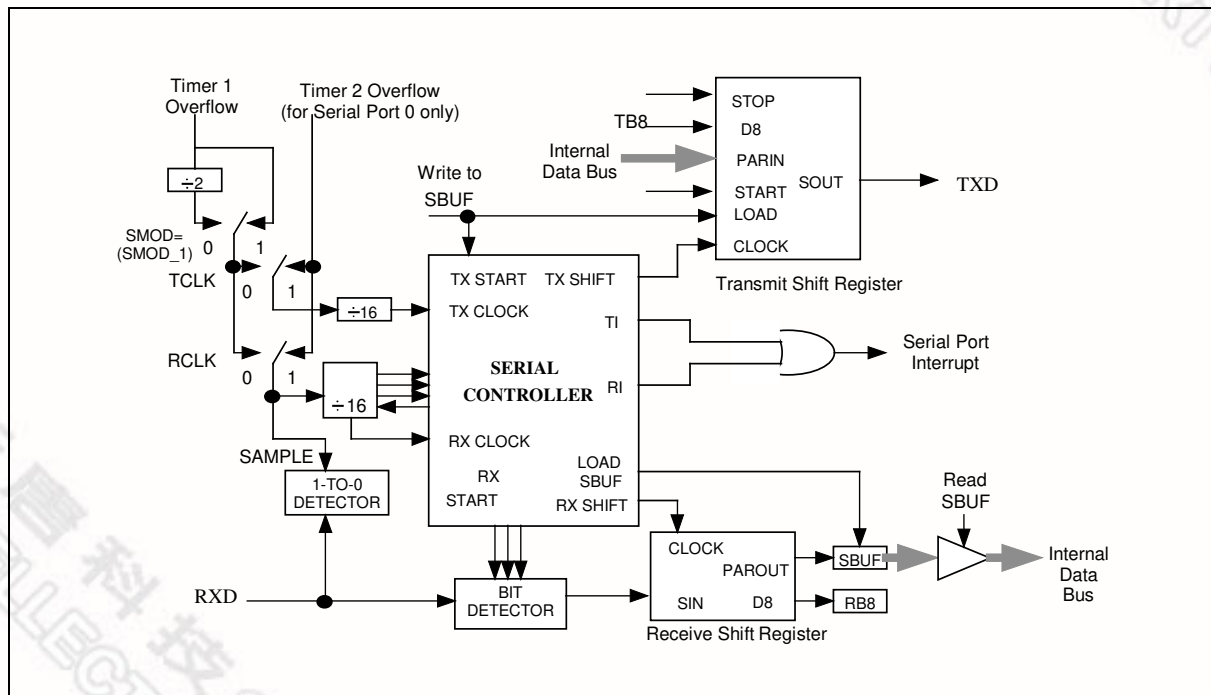 Timer 1
Overflow
Timer 2 Overflow
(for Serial Port 0 only)
÷2
SMOD=
(SMOD_1)
0
1
TCLK
0
1
÷16
RCLK
0
1
÷16
SAMPLE
1-TO-0
DETECTOR
RXD
BIT
DETECTOR
Write to
SBUF
TX START
TX SHIFT
TX CLOCK
TI
SERIAL
CONTROLLER
RI
RX CLOCK
LOAD
SBUF
RX
START
RX SHIFT
TB8
Internal
Data Bus
STOP
D8
PARIN
START
SOUT
LOAD
CLOCK
TXD
Transmit Shift Register
Serial Port
Interrupt
CLOCK
PAROUT
SIN
D8
Receive Shift Register
SBUF
RB8
Read
SBUF
Internal
Data
Bus
科技